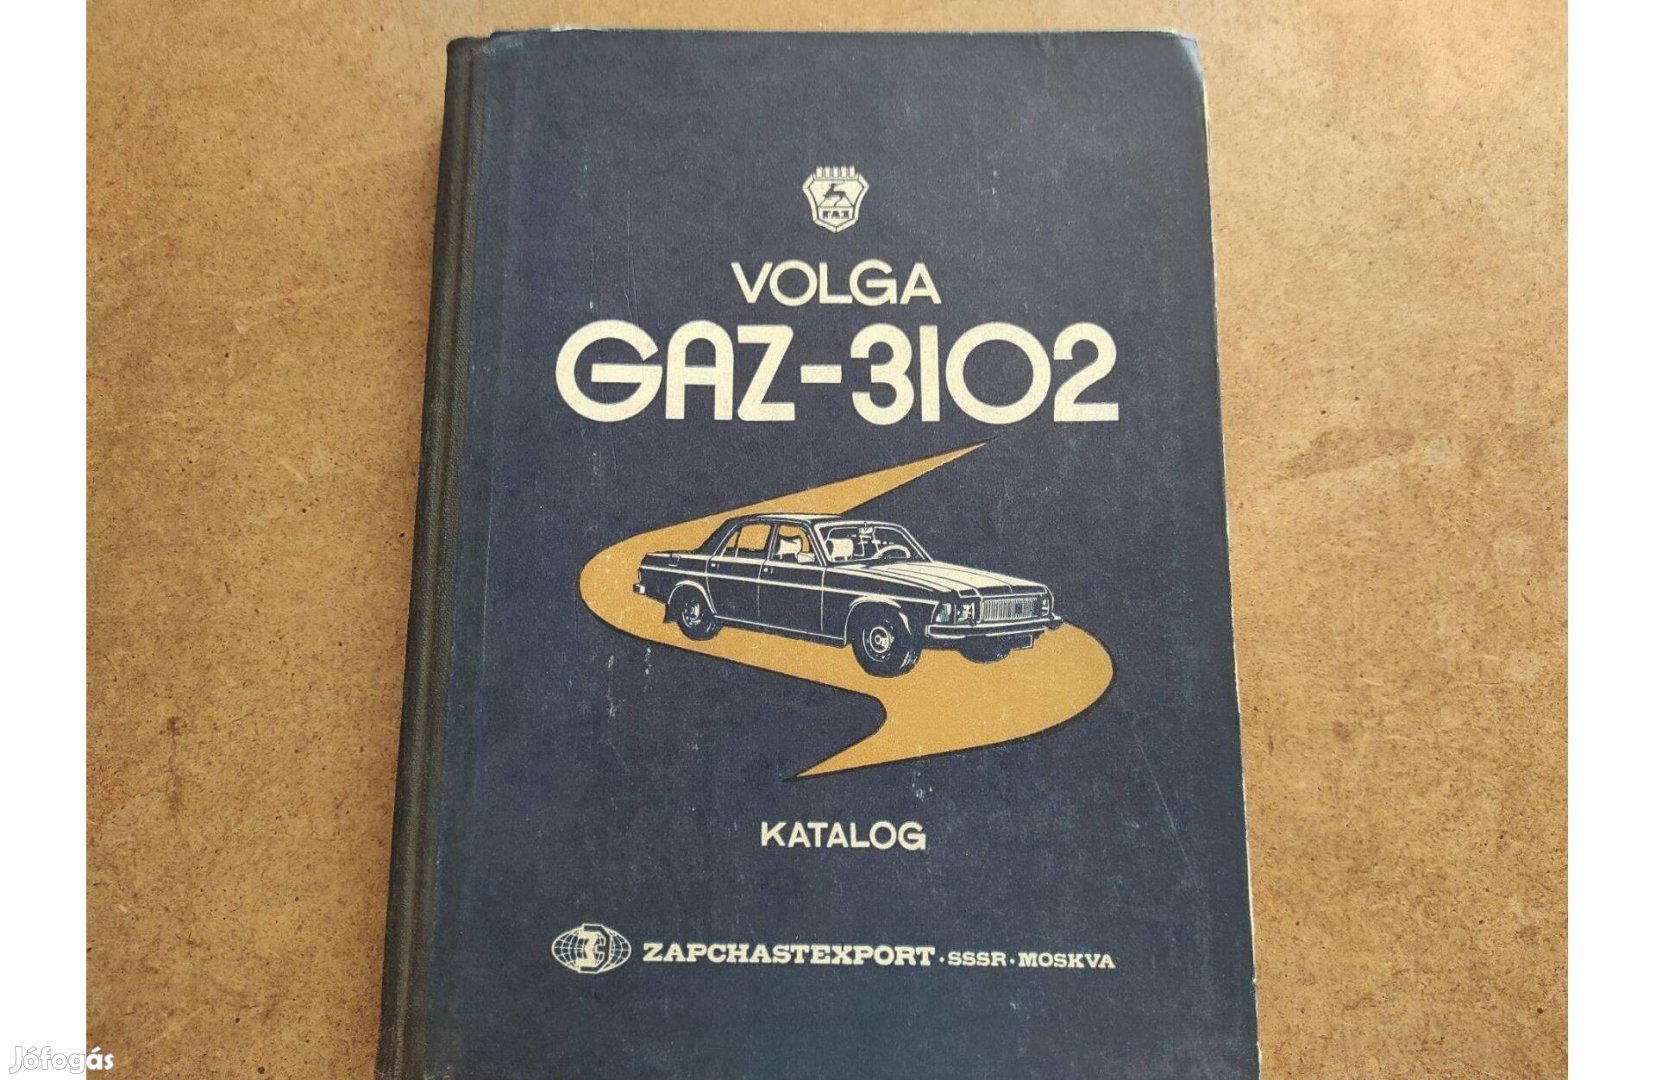 ГАЗ
VOLGA
GAZ-3102
KATALOG
ZAPCHASTEXPORT · SSSR · MOSKVA
Jófogás